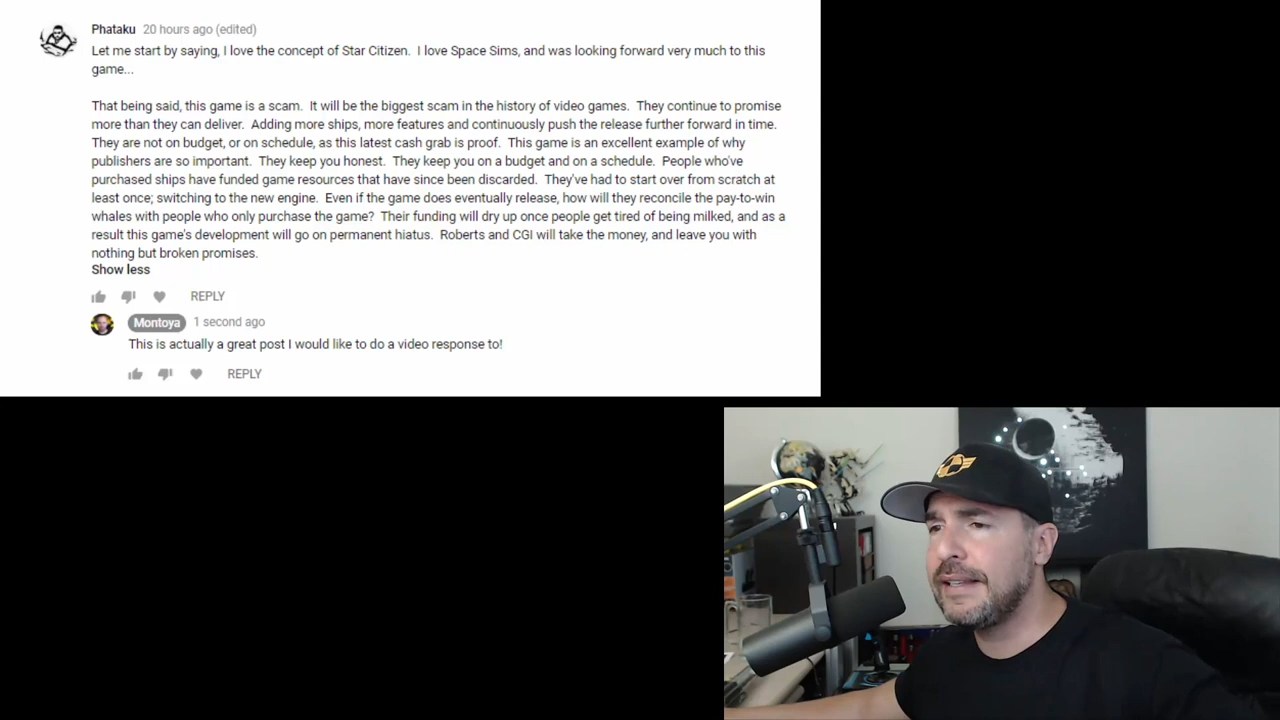 Phataku 20 hours ago (edited)
Let me start by saying, I love the concept of Star Citizen.  I love Space Sims, and was looking forward very much to this
game...
That being said, this game is a scam.  It will be the biggest scam in the history of video games.  They continue to promise
more than they can deliver.  Adding more ships, more features and continuously push the release further forward in time.
They are not on budget, or on schedule, as this latest cash grab is proof.  This game is an excellent example of why
publishers are so important.  They keep you honest.  They keep you on a budget and on a schedule.  People who've
purchased ships have funded game resources that have since been discarded.  They've had to start over from scratch at
least once; switching to the new engine.  Even if the game does eventually release, how will they reconcile the pay-to-win
whales with people who only purchase the game?  Their funding will dry up once people get tired of being milked, and as a
result this game's development will go on permanent hiatus.  Roberts and CGI will take the money, and leave you with
nothing but broken promises.
Show less
REPLY
Montoya 1 second ago
This is actually a great post I would like to do a video response to!
REPLY